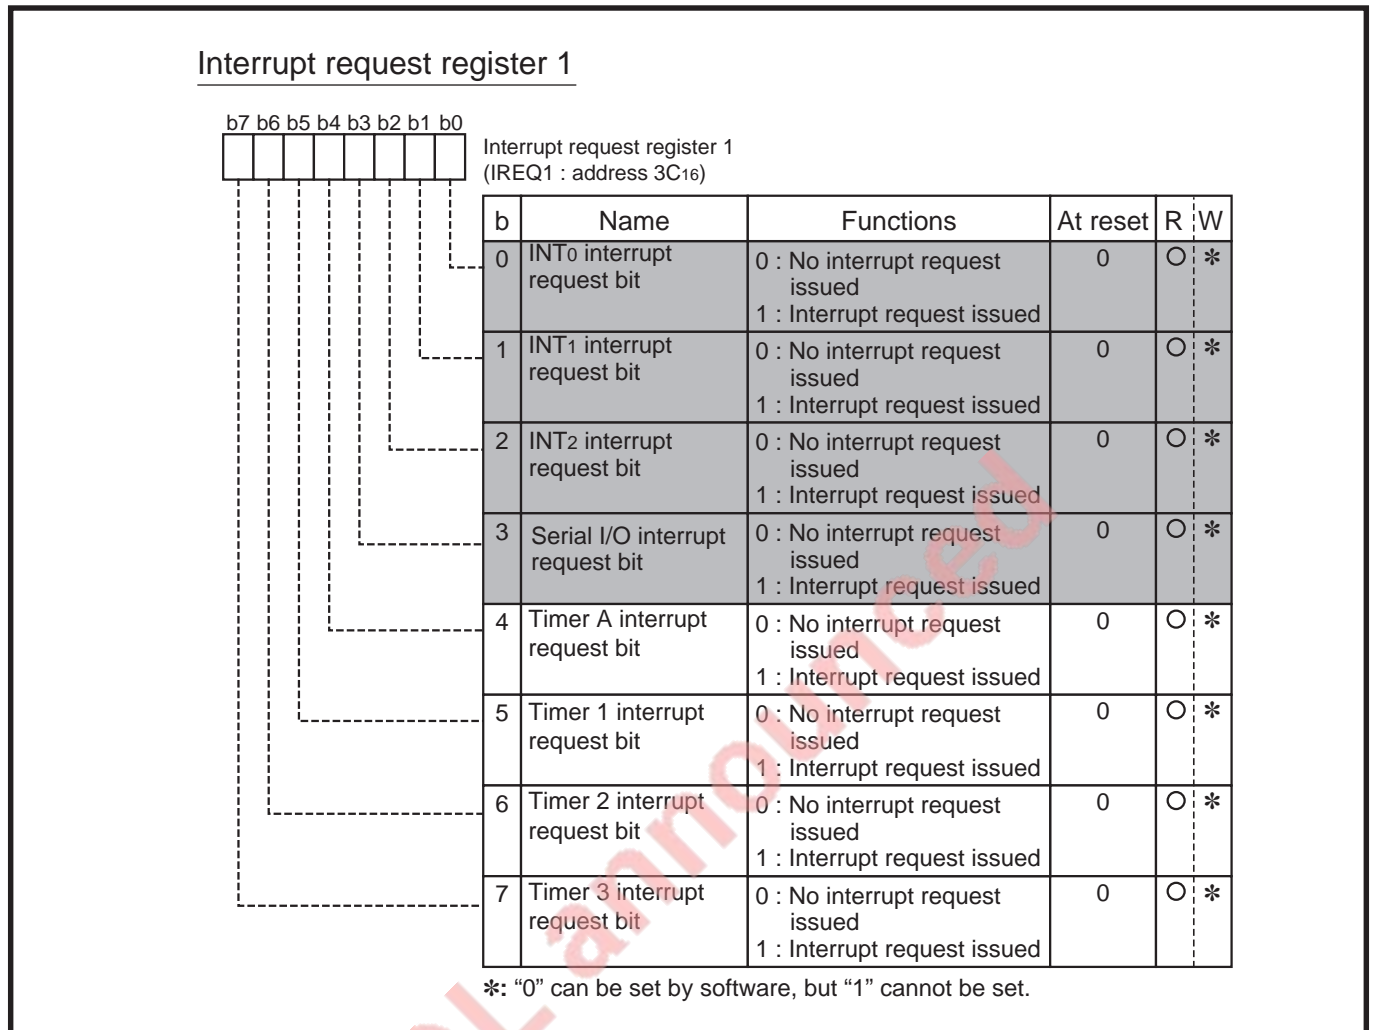 Interrupt request register 1
b7 b6 b5 b4 b3 b2 b1 b0
Interrupt request register 1
(IREQ1 : address 3C16)
b Name Functions At reset R W
0 INT0 interrupt request bit 0 : No interrupt request issued 1 : Interrupt request issued 0 ○ ✻
1 INT1 interrupt request bit 0 : No interrupt request issued 1 : Interrupt request issued 0 ○ ✻
2 INT2 interrupt request bit 0 : No interrupt request issued 1 : Interrupt request issued 0 ○ ✻
3 Serial I/O interrupt request bit 0 : No interrupt request issued 1 : Interrupt request issued 0 ○ ✻
4 Timer A interrupt request bit 0 : No interrupt request issued 1 : Interrupt request issued 0 ○ ✻
5 Timer 1 interrupt request bit 0 : No interrupt request issued 1 : Interrupt request issued 0 ○ ✻
6 Timer 2 interrupt request bit 0 : No interrupt request issued 1 : Interrupt request issued 0 ○ ✻
7 Timer 3 interrupt request bit 0 : No interrupt request issued 1 : Interrupt request issued 0 ○ ✻
✻: “0” can be set by software, but “1” cannot be set.
announced